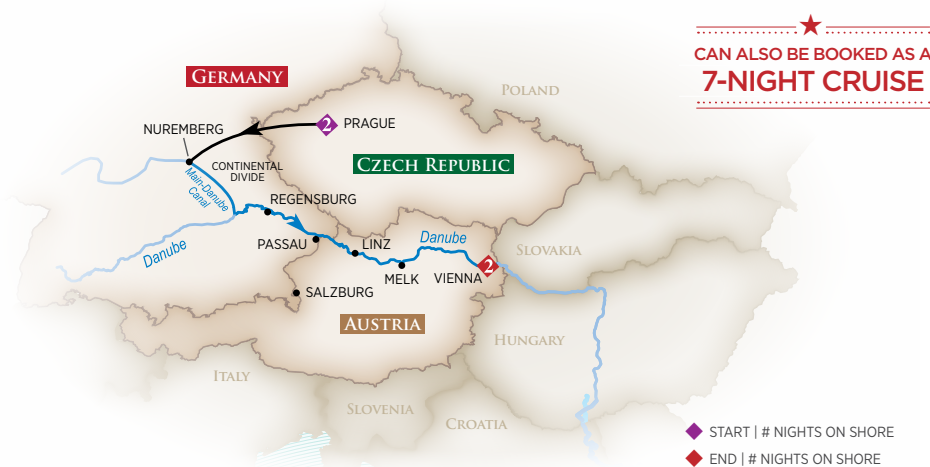 CAN ALSO BE BOOKED AS A
7-NIGHT CRUISE
GERMANY
POLAND
NUREMBERG
2
PRAGUE
CZECH REPUBLIC
CONTINENTAL
DIVIDE
Main-Danube
Canal
REGENSBURG
Danube
PASSAU
LINZ
Danube
SLOVAKIA
MELK
VIENNA
2
SALZBURG
AUSTRIA
HUNGARY
ITALY
SLOVENIA
CROATIA
START | # NIGHTS ON SHORE
END | # NIGHTS ON SHORE